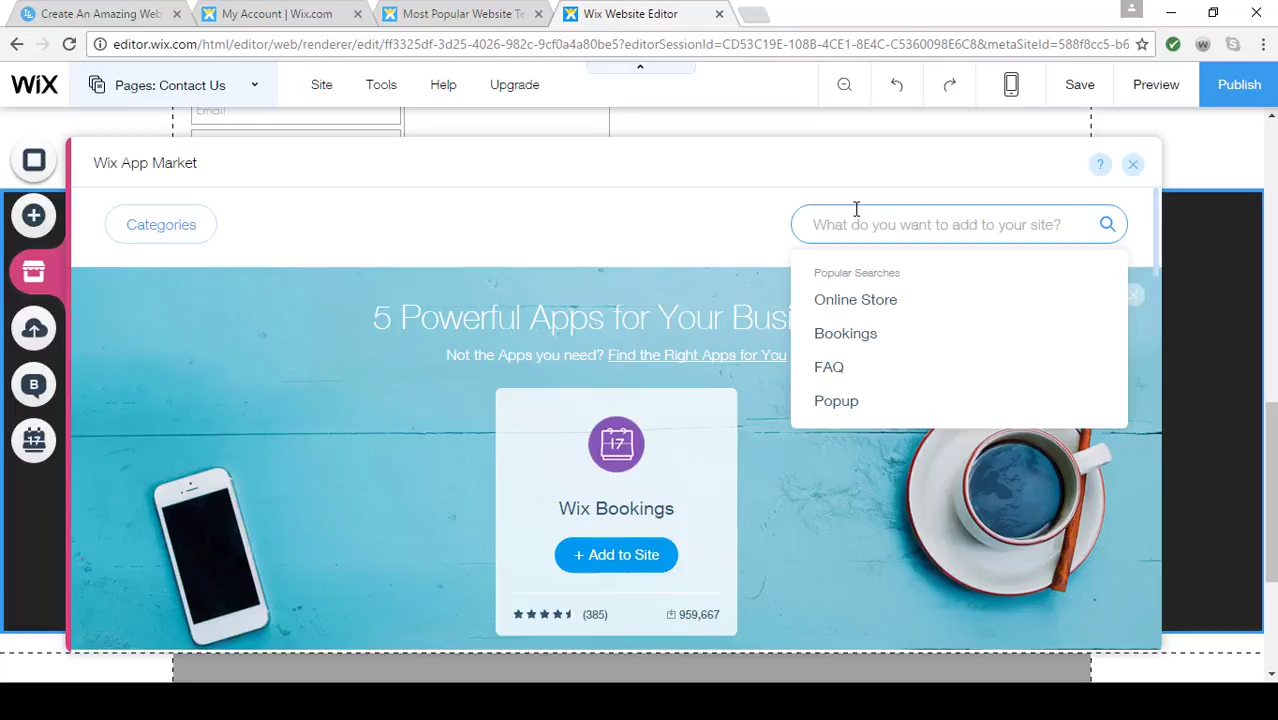 Create An Amazing Web
My Account | Wix.com
Most Popular Website Te
Wix Website Editor
editor.wix.com/html/editor/web/renderer/edit/ff3325df-3d25-4026-982c-9cf0a4a80be5?editorSessionId=CD53C19E-108B-4CE1-8E4C-C5360098E6C8&metaSiteId=588f8cc5-b6
WiX Pages: Contact Us Site Tools Help Upgrade Save Preview Publish
Email
Wix App Market ?
Categories What do you want to add to your site?
Popular Searches
Online Store
Bookings
FAQ
Popup
5 Powerful Apps for Your Busi
Not the Apps you need? Find the Right Apps for You
17
B
17
Wix Bookings
+ Add to Site
(385) 959,667